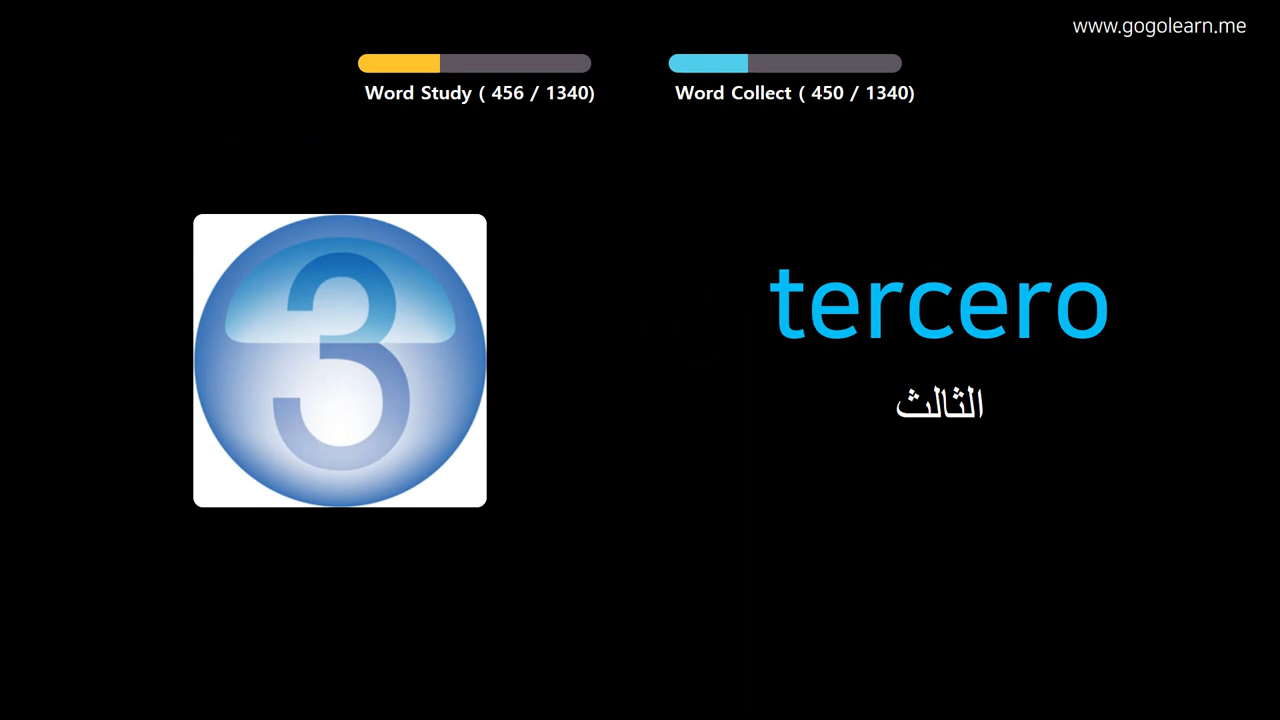 www.gogolearn.me
Word Study ( 456 / 1340)
Word Collect ( 450 / 1340)
3
tercero
الثالث